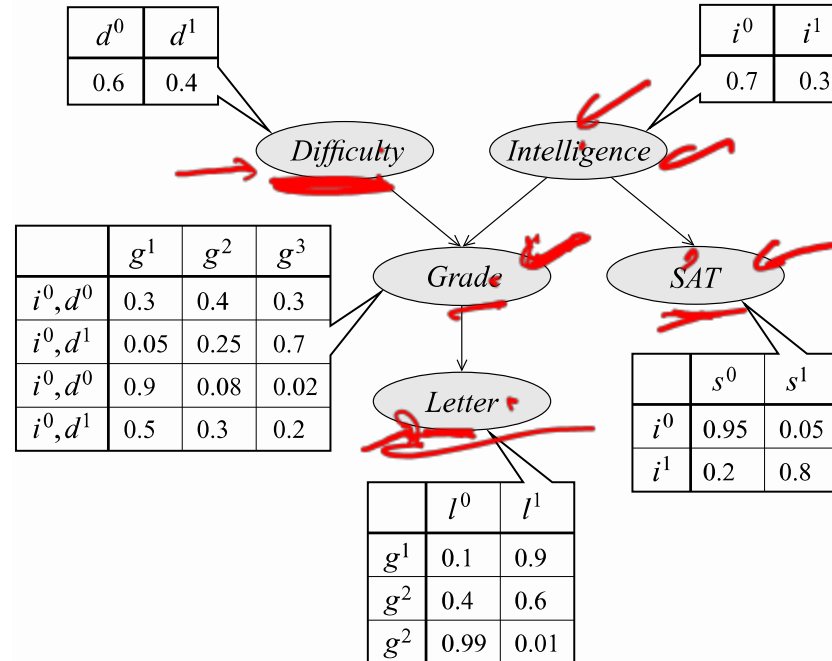 d⁰ d¹
0.6 0.4
i⁰ i¹
0.7 0.3
Difficulty
Intelligence
g¹ g² g³
i⁰, d⁰ 0.3 0.4 0.3
i⁰, d¹ 0.05 0.25 0.7
i⁰, d⁰ 0.9 0.08 0.02
i⁰, d¹ 0.5 0.3 0.2
Grade
SAT
Letter
s⁰ s¹
i⁰ 0.95 0.05
i¹ 0.2 0.8
l⁰ l¹
g¹ 0.1 0.9
g² 0.4 0.6
g² 0.99 0.01